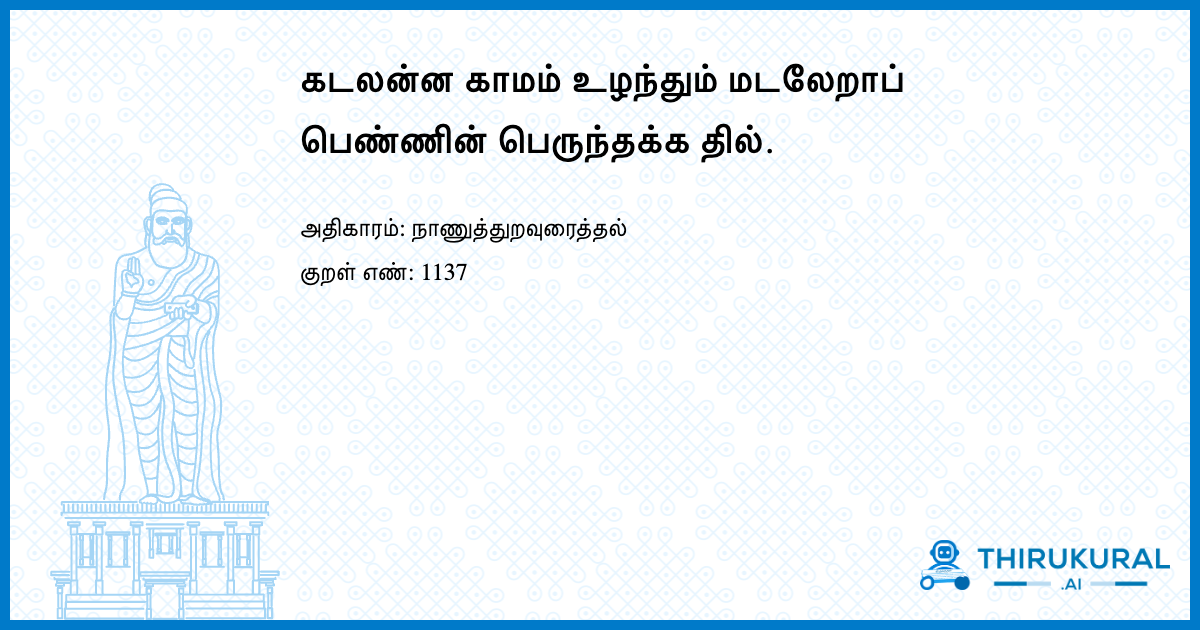 கடலன்ன காமம் உழந்தும் மடலேறாப்
பெண்ணின் பெருந்தக்க தில்.
அதிகாரம்: நாணுத்துறவுரைத்தல்
குறள் எண்: 1137
THIRUKURAL
.AI